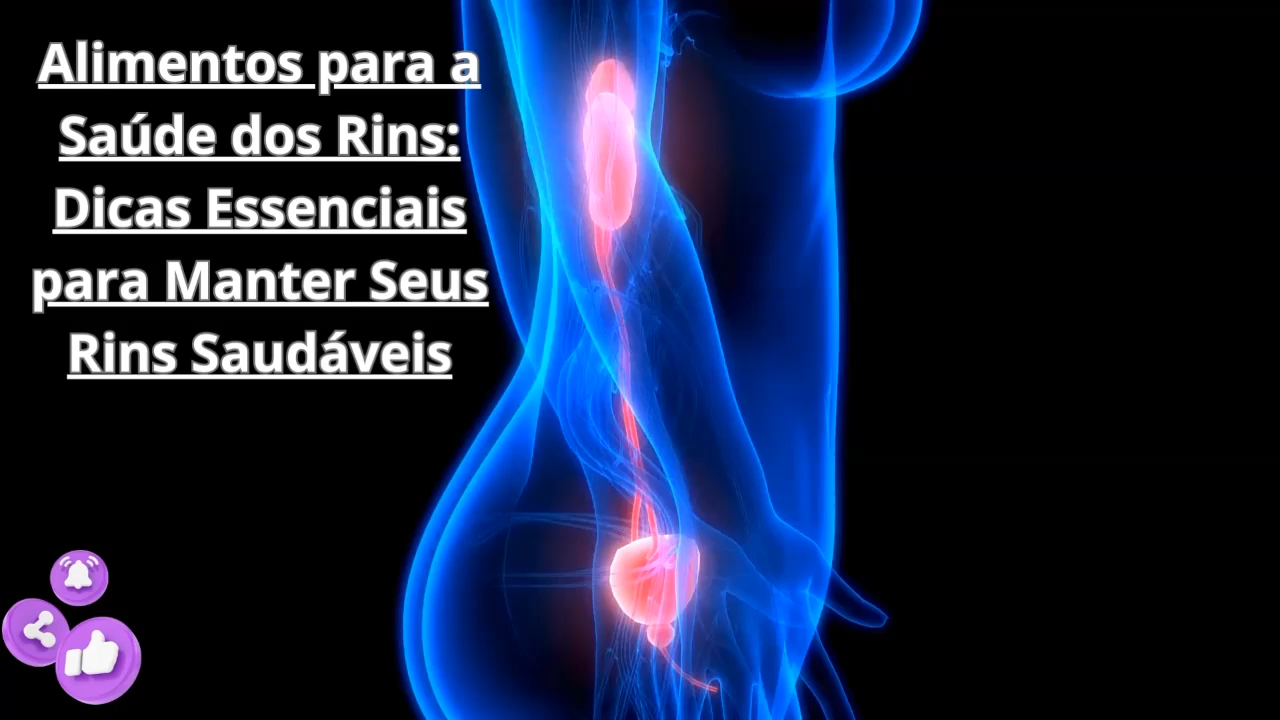 Alimentos para a
Saúde dos Rins:
Dicas Essenciais
para Manter Seus
Rins Saudáveis